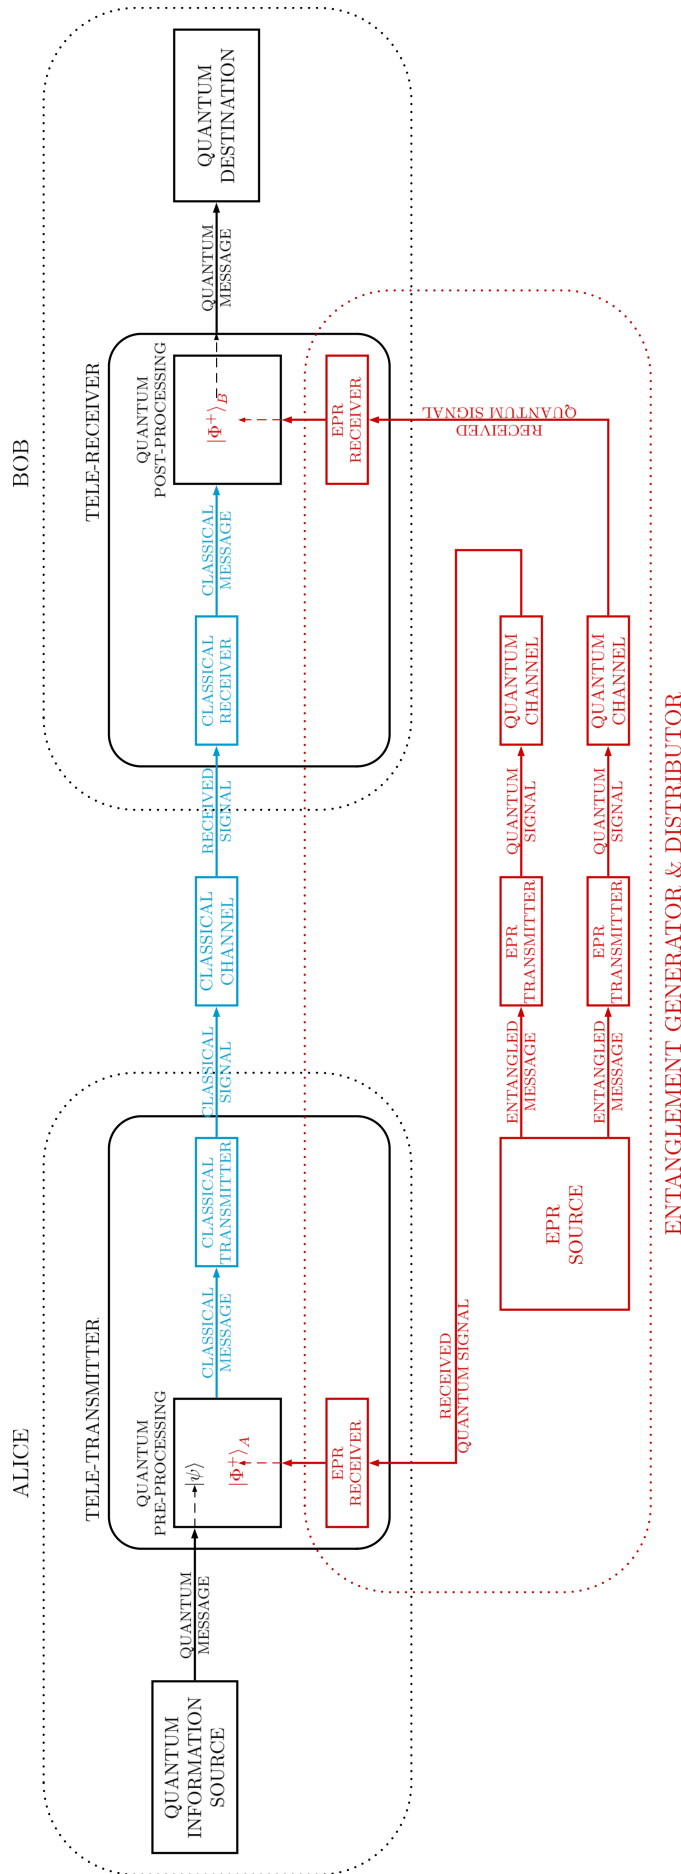 ALICE
BOB
TELE-TRANSMITTER
TELE-RECEIVER
QUANTUM
INFORMATION
SOURCE
QUANTUM
MESSAGE
QUANTUM
PRE-PROCESSING
|ψ⟩
|Φ⁺⟩_A
CLASSICAL
MESSAGE
CLASSICAL
TRANSMITTER
CLASSICAL
SIGNAL
CLASSICAL
CHANNEL
RECEIVED
SIGNAL
CLASSICAL
RECEIVER
CLASSICAL
MESSAGE
QUANTUM
POST-PROCESSING
|Φ⁺⟩_B
QUANTUM
MESSAGE
QUANTUM
DESTINATION
EPR
RECEIVER
EPR
RECEIVER
RECEIVED
QUANTUM SIGNAL
RECEIVED
QUANTUM SIGNAL
EPR
SOURCE
ENTANGLED
MESSAGE
EPR
TRANSMITTER
QUANTUM
SIGNAL
QUANTUM
CHANNEL
ENTANGLED
MESSAGE
EPR
TRANSMITTER
QUANTUM
SIGNAL
QUANTUM
CHANNEL
ENTANGLEMENT GENERATOR & DISTRIBUTOR